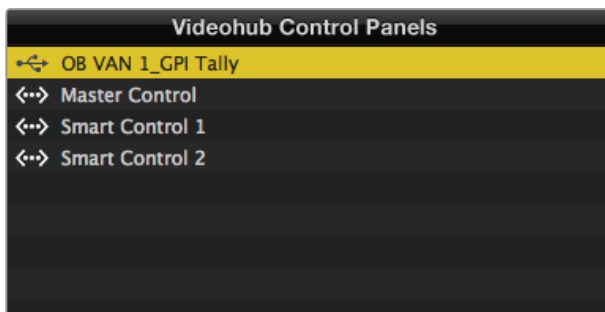 Videohub Control Panels
OB VAN 1_GPI Tally
Master Control
Smart Control 1
Smart Control 2